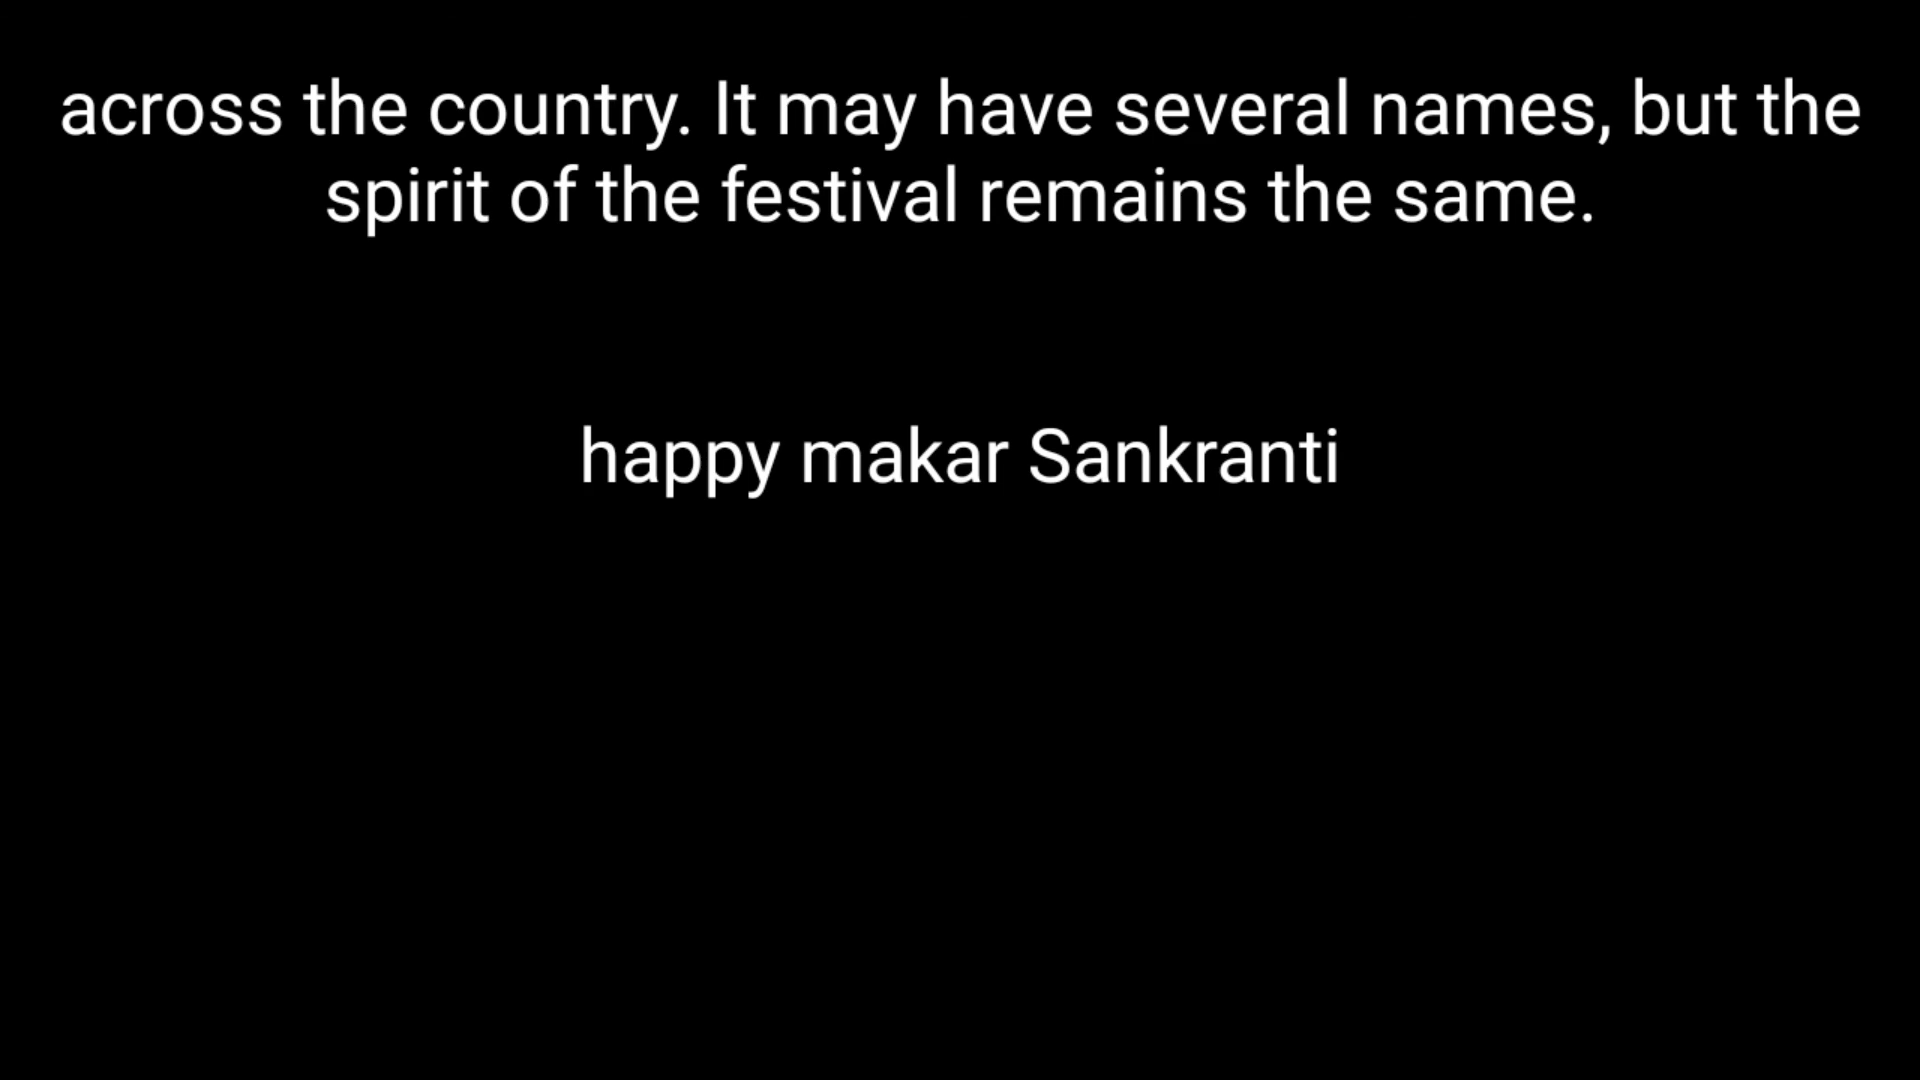 across the country. It may have several names, but the
spirit of the festival remains the same.
happy makar Sankranti